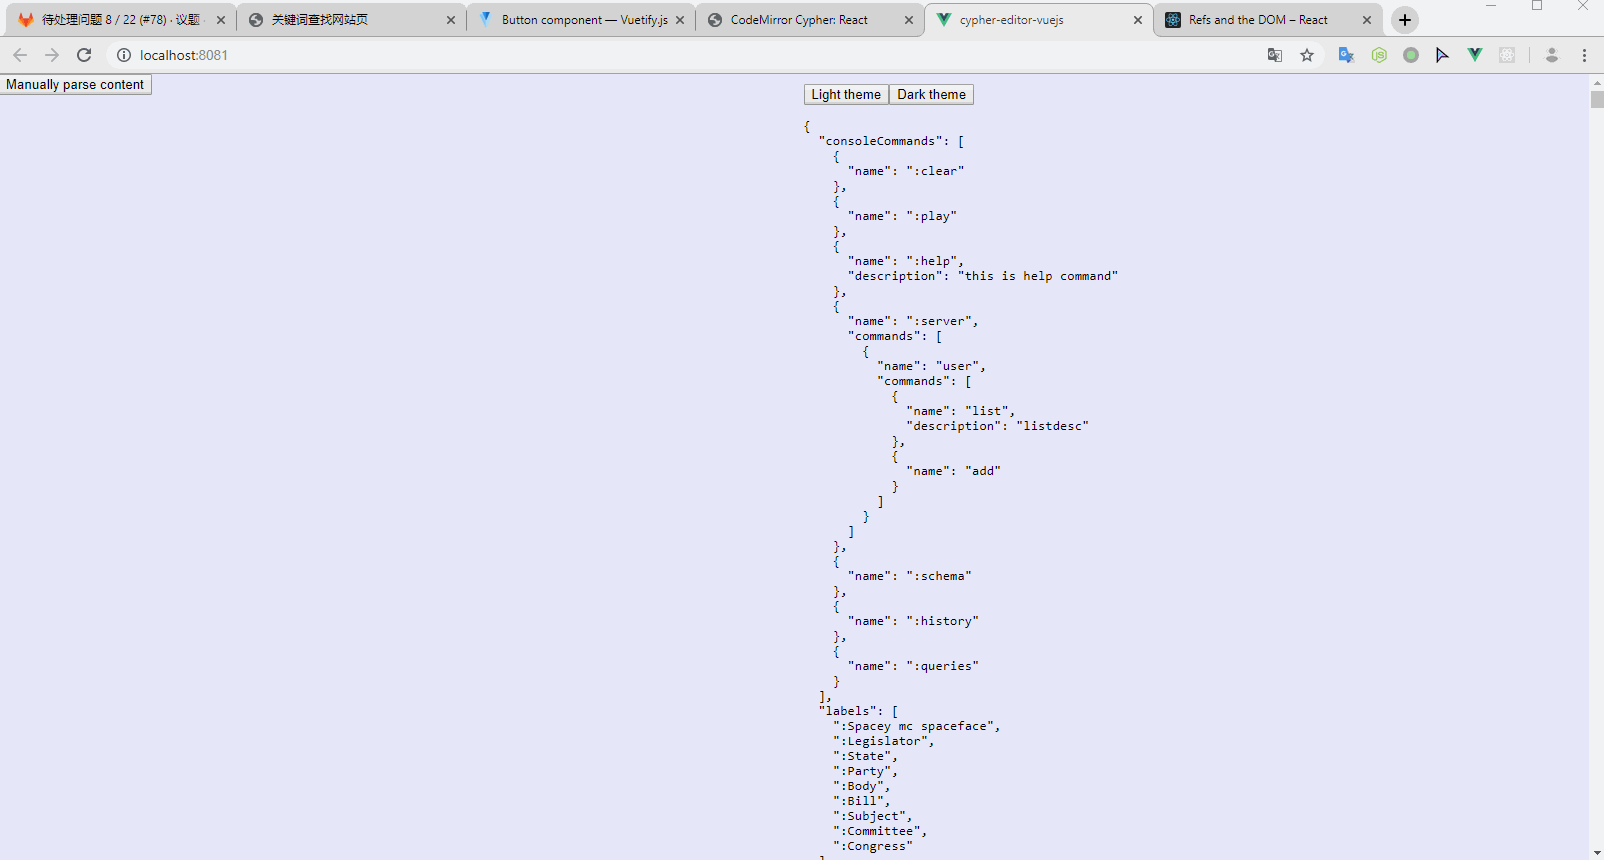 待处理问题 8 / 22 (#78) · 议题 ·
关键词查找网站页
Button component — Vuetify.js
CodeMirror Cypher: React
cypher-editor-vuejs
Refs and the DOM – React
localhost:8081
Manually parse content
Light theme Dark theme
{
  "consoleCommands": [
    {
      "name": ":clear"
    },
    {
      "name": ":play"
    },
    {
      "name": ":help",
      "description": "this is help command"
    },
    {
      "name": ":server",
      "commands": [
        {
          "name": "user",
          "commands": [
            {
              "name": "list",
              "description": "listdesc"
            },
            {
              "name": "add"
            }
          ]
        }
      ]
    },
    {
      "name": ":schema"
    },
    {
      "name": ":history"
    },
    {
      "name": ":queries"
    }
  ],
  "labels": [
    ":Spacey mc spaceface",
    ":Legislator",
    ":State",
    ":Party",
    ":Body",
    ":Bill",
    ":Subject",
    ":Committee",
    ":Congress"